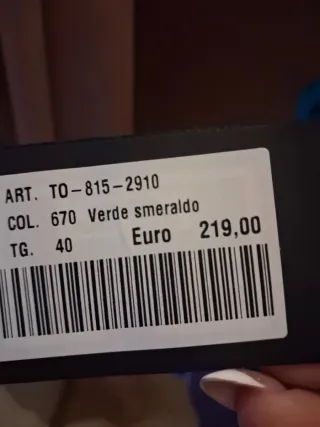 ART. TO-815-2910
COL. 670 Verde smeraldo
TG. 40 Euro 219,00